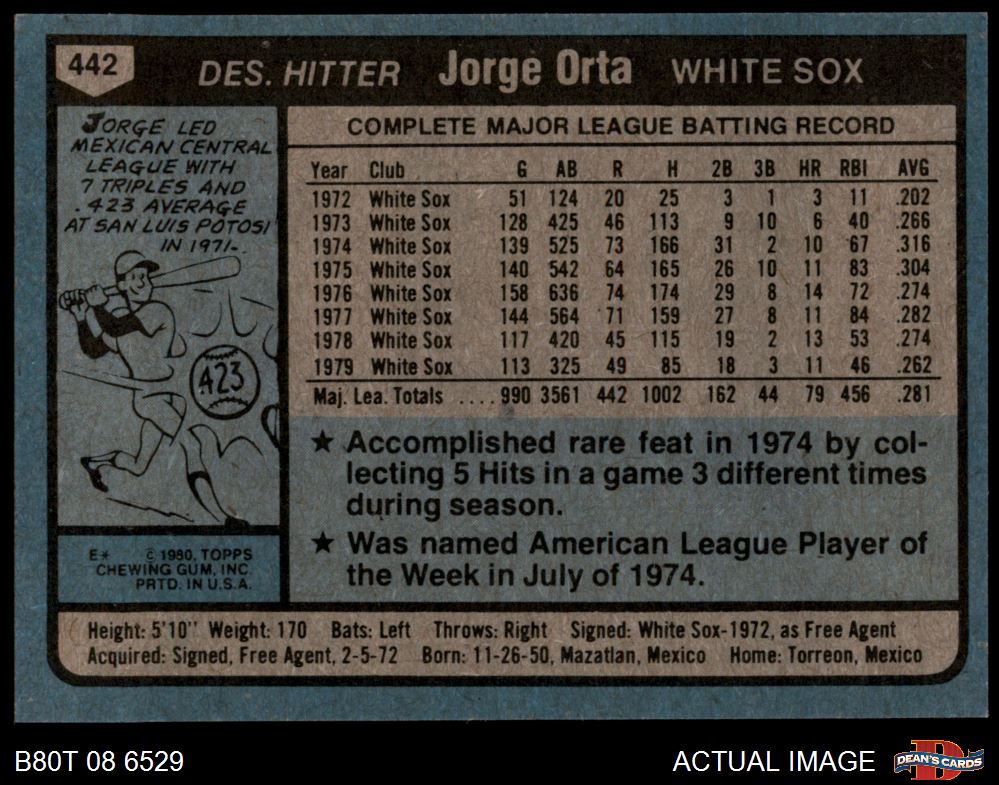 442
DES. HITTER Jorge Orta WHITE SOX
JORGE LED
MEXICAN CENTRAL
LEAGUE WITH
7 TRIPLES AND
.423 AVERAGE
AT SAN LUIS POTOSI
IN 1971.
423
E* © 1980, TOPPS
CHEWING GUM, INC.
PRTD. IN U.S.A.
COMPLETE MAJOR LEAGUE BATTING RECORD
Year Club G AB R H 2B 3B HR RBI AVG
1972 White Sox 51 124 20 25 3 1 3 11 .202
1973 White Sox 128 425 46 113 9 10 6 40 .266
1974 White Sox 139 525 73 166 31 2 10 67 .316
1975 White Sox 140 542 64 165 26 10 11 83 .304
1976 White Sox 158 636 74 174 29 8 14 72 .274
1977 White Sox 144 564 71 159 27 8 11 84 .282
1978 White Sox 117 420 45 115 19 2 13 53 .274
1979 White Sox 113 325 49 85 18 3 11 46 .262
Maj. Lea. Totals .... 990 3561 442 1002 162 44 79 456 .281
★ Accomplished rare feat in 1974 by col-
lecting 5 Hits in a game 3 different times
during season.
★ Was named American League Player of
the Week in July of 1974.
Height: 5'10" Weight: 170 Bats: Left Throws: Right Signed: White Sox-1972, as Free Agent
Acquired: Signed, Free Agent, 2-5-72 Born: 11-26-50, Mazatlan, Mexico Home: Torreon, Mexico
B80T 08 6529
ACTUAL IMAGE
D
DEAN'S CARDS